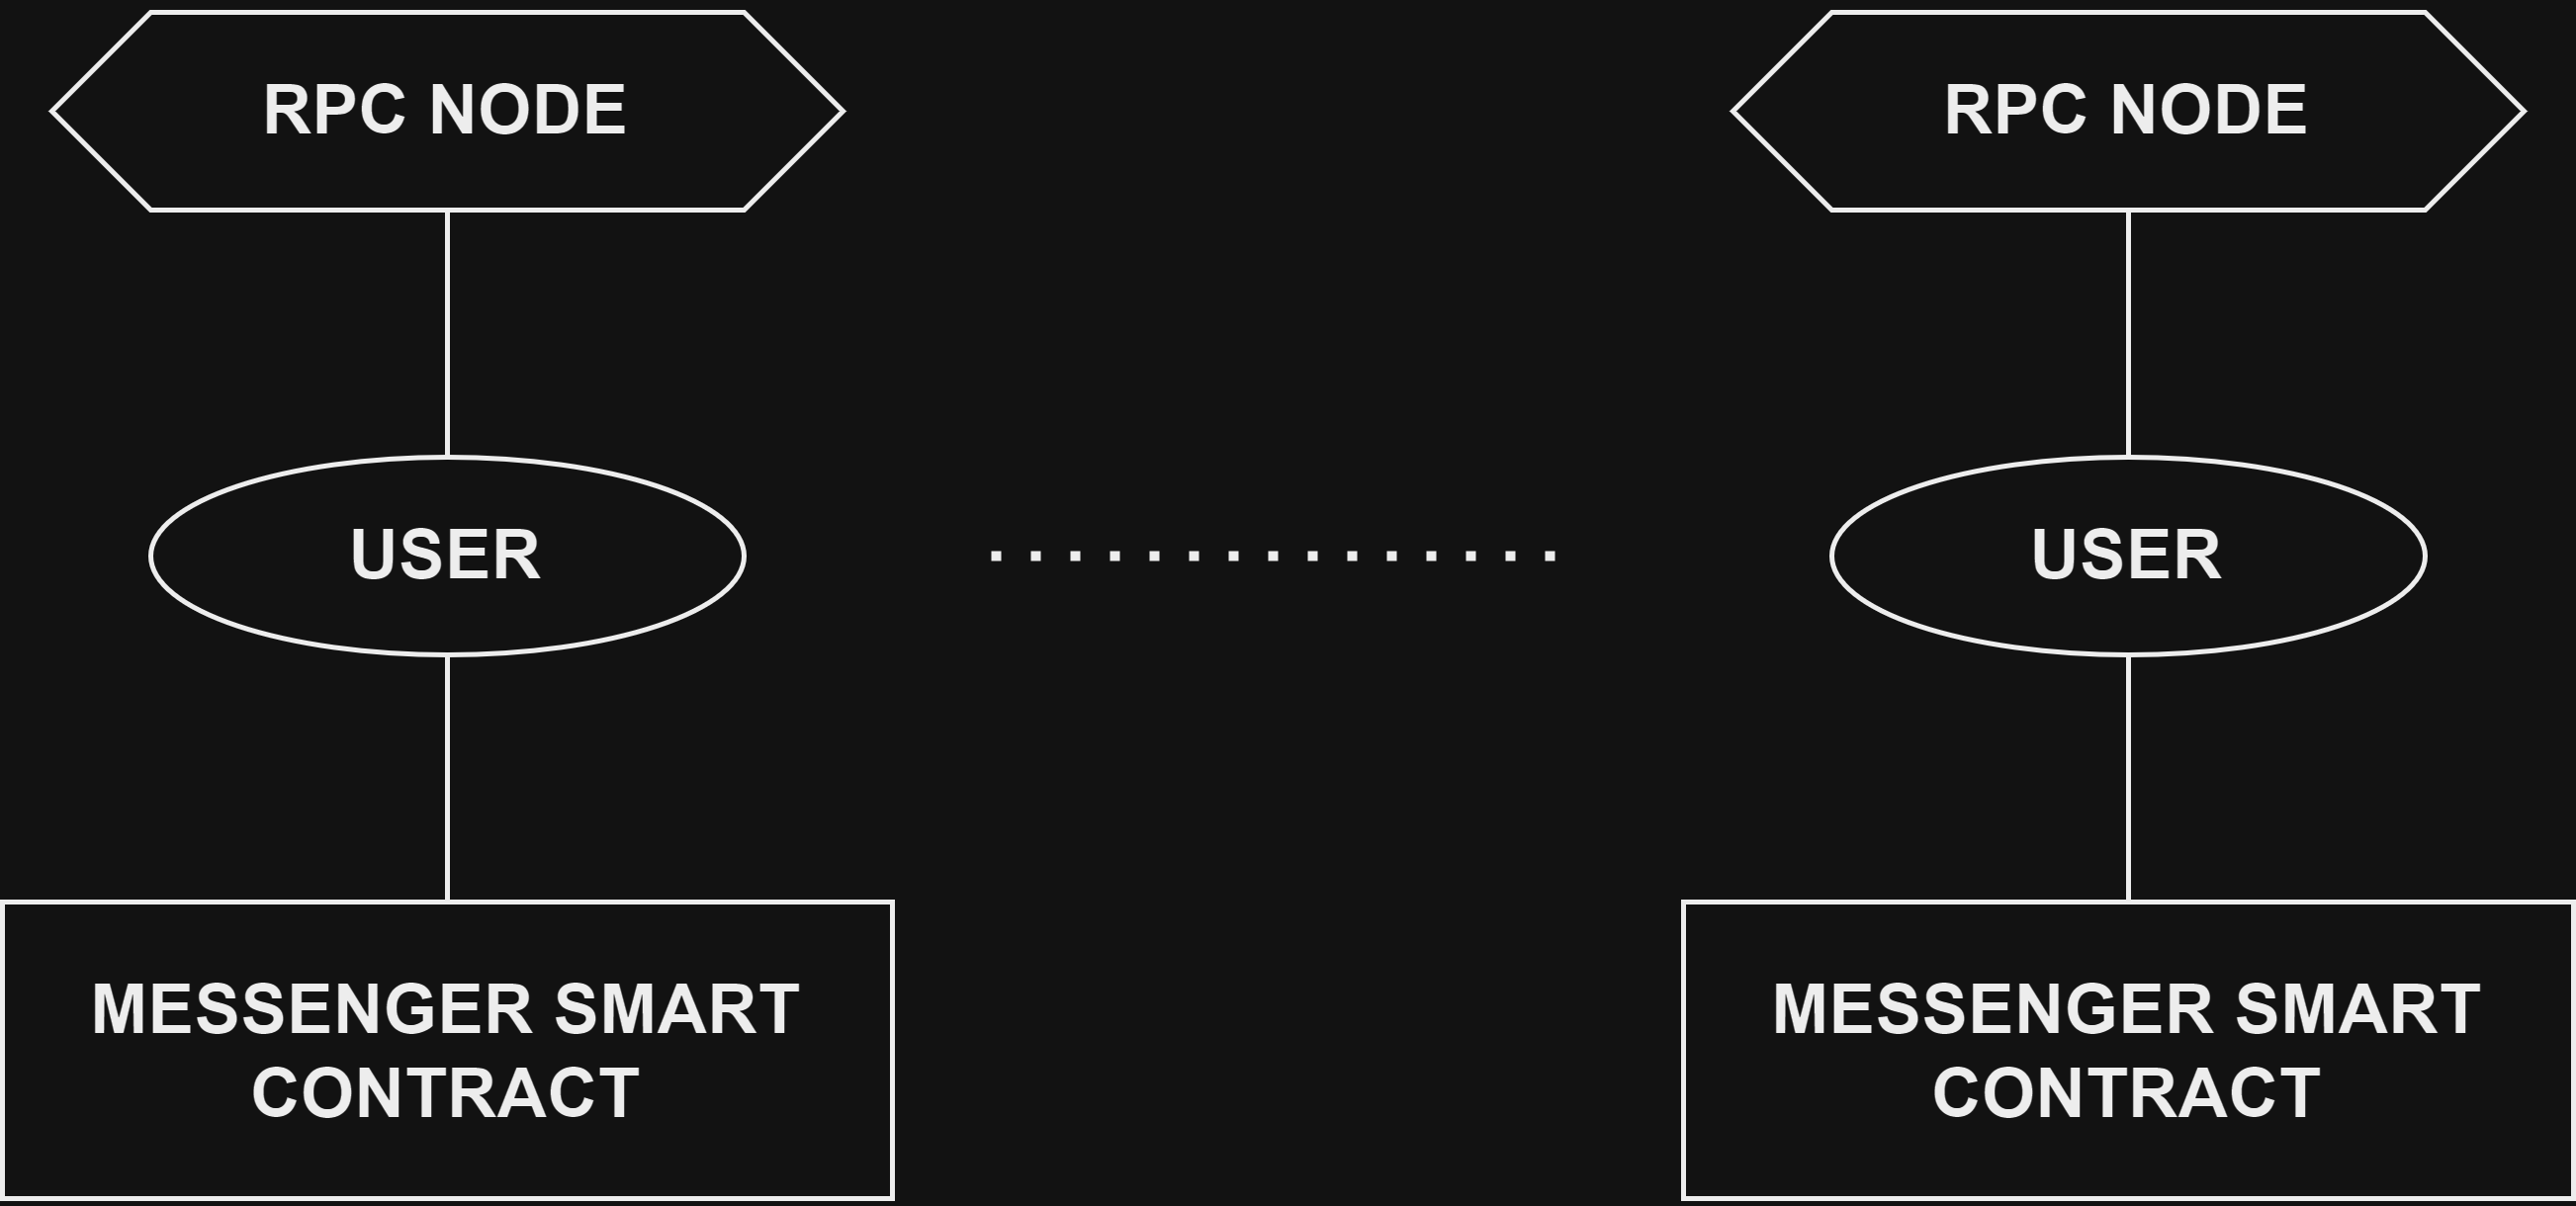 RPC NODE
RPC NODE
USER
USER
MESSENGER SMART
CONTRACT
MESSENGER SMART
CONTRACT